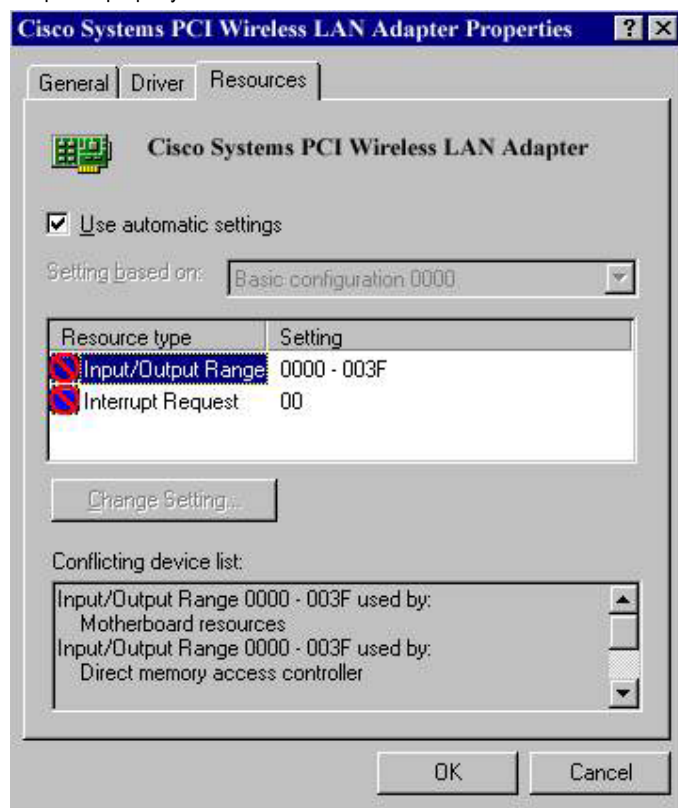 Cisco Systems PCI Wireless LAN Adapter Properties ? X
General Driver Resources
Cisco Systems PCI Wireless LAN Adapter
Use automatic settings
Setting based on: Basic configuration 0000
Resource type Setting
Input/Output Range 0000 - 003F
Interrupt Request 00
Change Setting...
Conflicting device list:
Input/Output Range 0000 - 003F used by:
Motherboard resources
Input/Output Range 0000 - 003F used by:
Direct memory access controller
OK Cancel